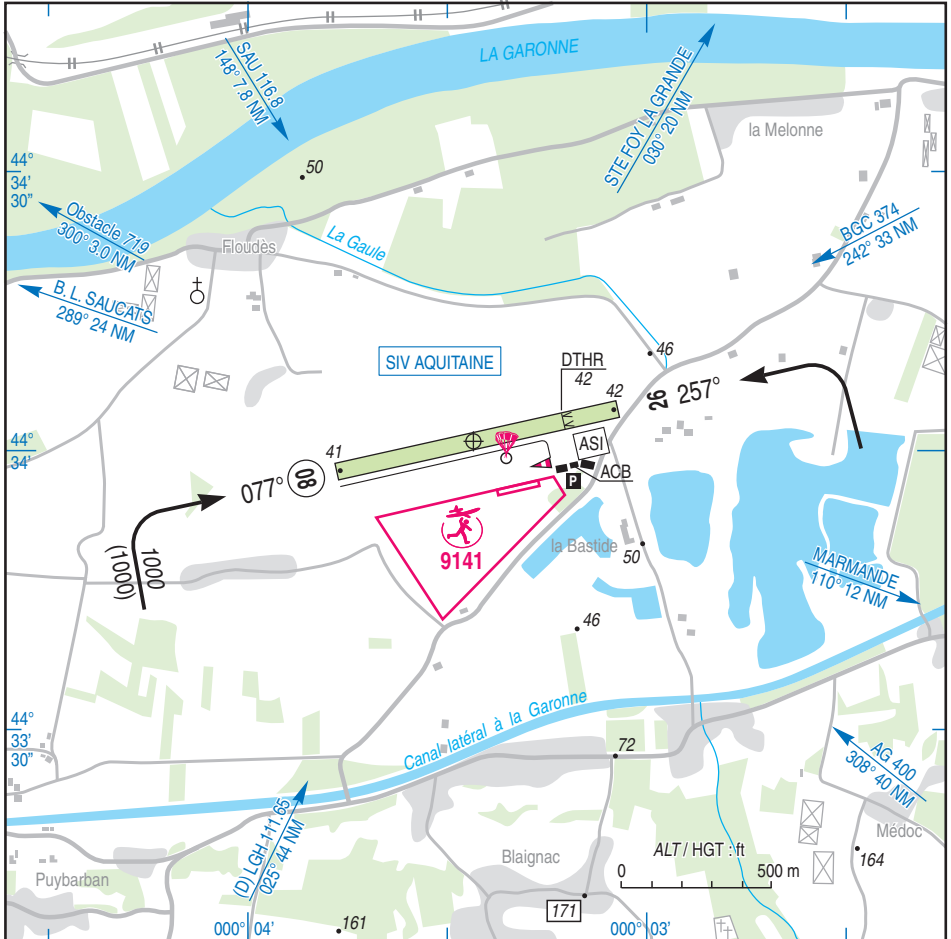 LA GARONNE
SAU 116.8
148° 7.8 NM
STE FOY LA GRANDE
030° 20 NM
la Melonne
44°
34'
30"
50
Obstacle 719
300° 3.0 NM
Floudès
La Gaule
BGC 374
242° 33 NM
B. L. SAUCATS
289° 24 NM
SIV AQUITAINE
DTHR
42
46
42
26 257°
41
ASI
ACB
P
44°
34'
077° 08
9141
1000
(1000)
la Bastide
50
MARMANDE
110° 12 NM
46
Canal latéral à la Garonne
44°
33'
30"
72
AG 400
308° 40 NM
(D) LGH 111.65
025° 44 NM
Blaignac
ALT / HGT : ft
0 500 m
Médoc
164
Puybarban
171
161
000° 04'
000° 03'